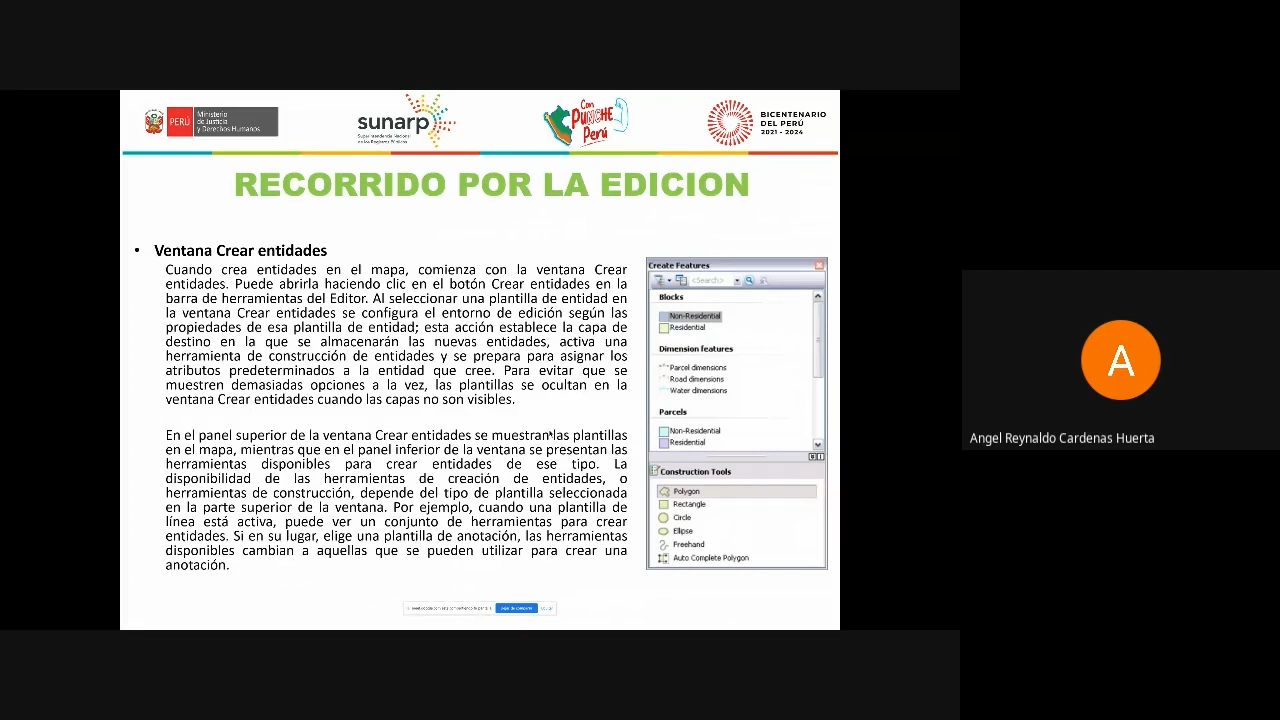 PERÚ
Ministerio
de Justicia
y Derechos Humanos
sunarp
Superintendencia Nacional
de los Registros Públicos
Con
PUNCHE
Perú
BICENTENARIO
DEL PERÚ
2021 - 2024
RECORRIDO POR LA EDICION
• Ventana Crear entidades
Cuando crea entidades en el mapa, comienza con la ventana Crear
entidades. Puede abrirla haciendo clic en el botón Crear entidades en la
barra de herramientas del Editor. Al seleccionar una plantilla de entidad en
la ventana Crear entidades se configura el entorno de edición según las
propiedades de esa plantilla de entidad; esta acción establece la capa de
destino en la que se almacenarán las nuevas entidades, activa una
herramienta de construcción de entidades y se prepara para asignar los
atributos predeterminados a la entidad que cree. Para evitar que se
muestren demasiadas opciones a la vez, las plantillas se ocultan en la
ventana Crear entidades cuando las capas no son visibles.
En el panel superior de la ventana Crear entidades se muestran las plantillas
en el mapa, mientras que en el panel inferior de la ventana se presentan las
herramientas disponibles para crear entidades de ese tipo. La
disponibilidad de las herramientas de creación de entidades, o
herramientas de construcción, depende del tipo de plantilla seleccionada
en la parte superior de la ventana. Por ejemplo, cuando una plantilla de
línea está activa, puede ver un conjunto de herramientas para crear
entidades. Si en su lugar, elige una plantilla de anotación, las herramientas
disponibles cambian a aquellas que se pueden utilizar para crear una
anotación.
Create Features
<Search>
Blocks
Non-Residential
Residential
Dimension features
Parcel dimensions
Road dimensions
Water dimensions
Parcels
Non-Residential
Residential
Construction Tools
Polygon
Rectangle
Circle
Ellipse
Freehand
Auto Complete Polygon
A
Angel Reynaldo Cardenas Huerta